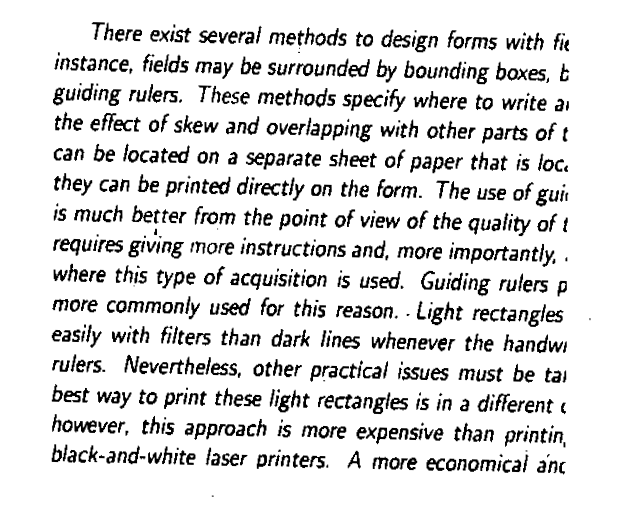 There exist several methods to design forms with fie
instance, fields may be surrounded by bounding boxes, b
guiding rulers. These methods specify where to write a
the effect of skew and overlapping with other parts of t
can be located on a separate sheet of paper that is loc
they can be printed directly on the form. The use of gui
is much better from the point of view of the quality of t
requires giving more instructions and, more importantly,
where this type of acquisition is used. Guiding rulers p
more commonly used for this reason. Light rectangles
easily with filters than dark lines whenever the handw
rulers. Nevertheless, other practical issues must be ta
best way to print these light rectangles is in a different
however, this approach is more expensive than printin
black-and-white laser printers. A more economical and